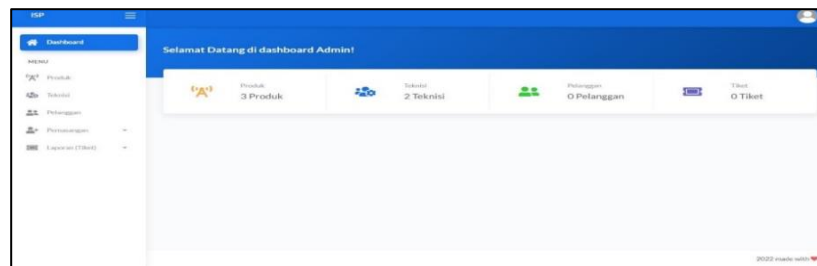 ISP
Dashboard
MENU
Produk
Teknisi
Pelanggan
Pemasangan
Laporan (Tiket)
Selamat Datang di dashboard Admin!
Produk
3 Produk
Teknisi
2 Teknisi
Pelanggan
0 Pelanggan
Tiket
0 Tiket
2022 made with ❤